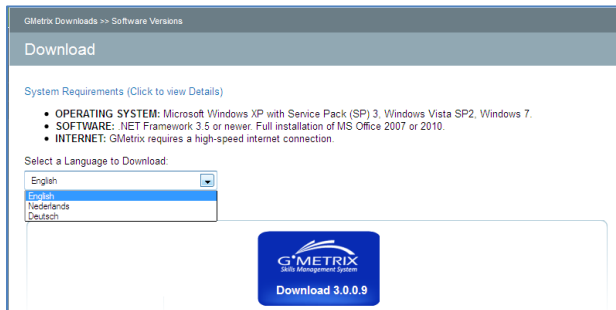 GMetrix Downloads >> Software Versions
Download
System Requirements (Click to view Details)
• OPERATING SYSTEM: Microsoft Windows XP with Service Pack (SP) 3, Windows Vista SP2, Windows 7.
• SOFTWARE: .NET Framework 3.5 or newer. Full installation of MS Office 2007 or 2010.
• INTERNET: GMetrix requires a high-speed internet connection.
Select a Language to Download:
English
English
Nederlands
Deutsch
G*METRIX
Skills Management System
Download 3.0.0.9